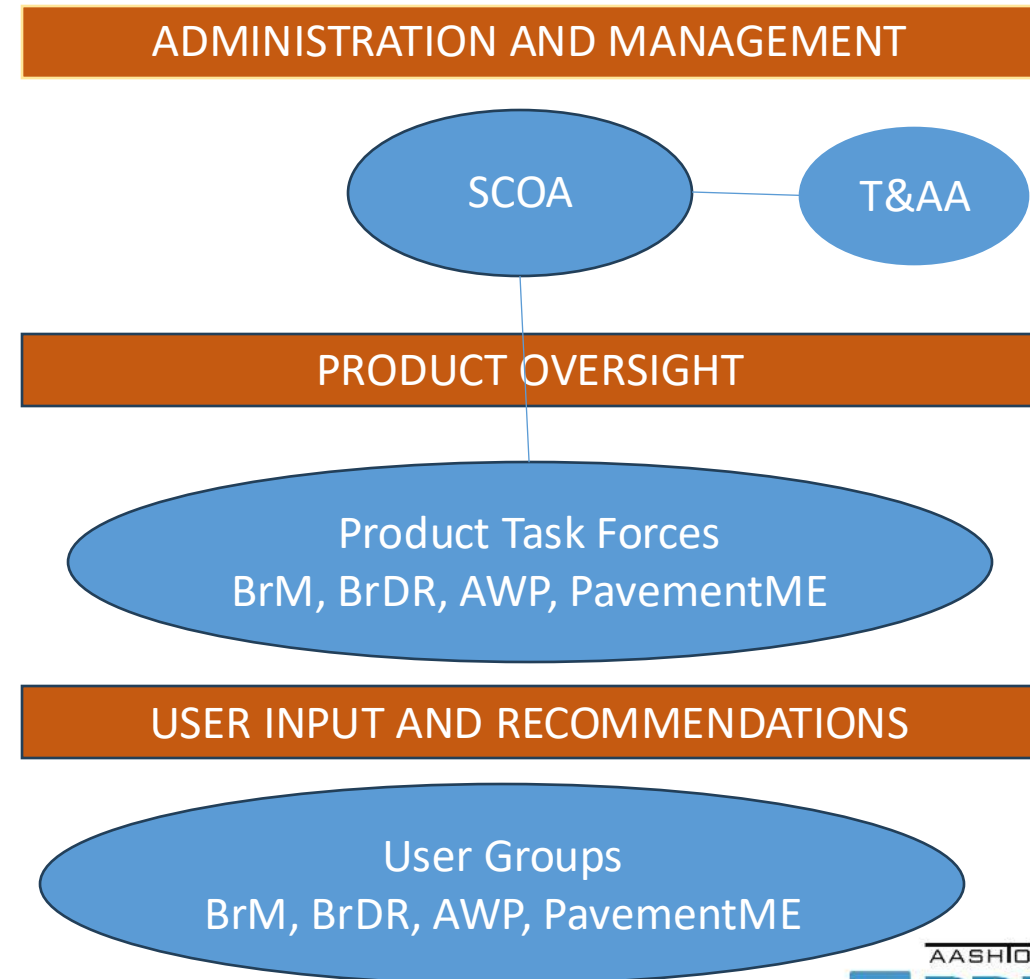 ADMINISTRATION AND MANAGEMENT
SCOA
T&AA
PRODUCT OVERSIGHT
Product Task Forces
BrM, BrDR, AWP, PavementME
USER INPUT AND RECOMMENDATIONS
User Groups
BrM, BrDR, AWP, PavementME
AASHTO